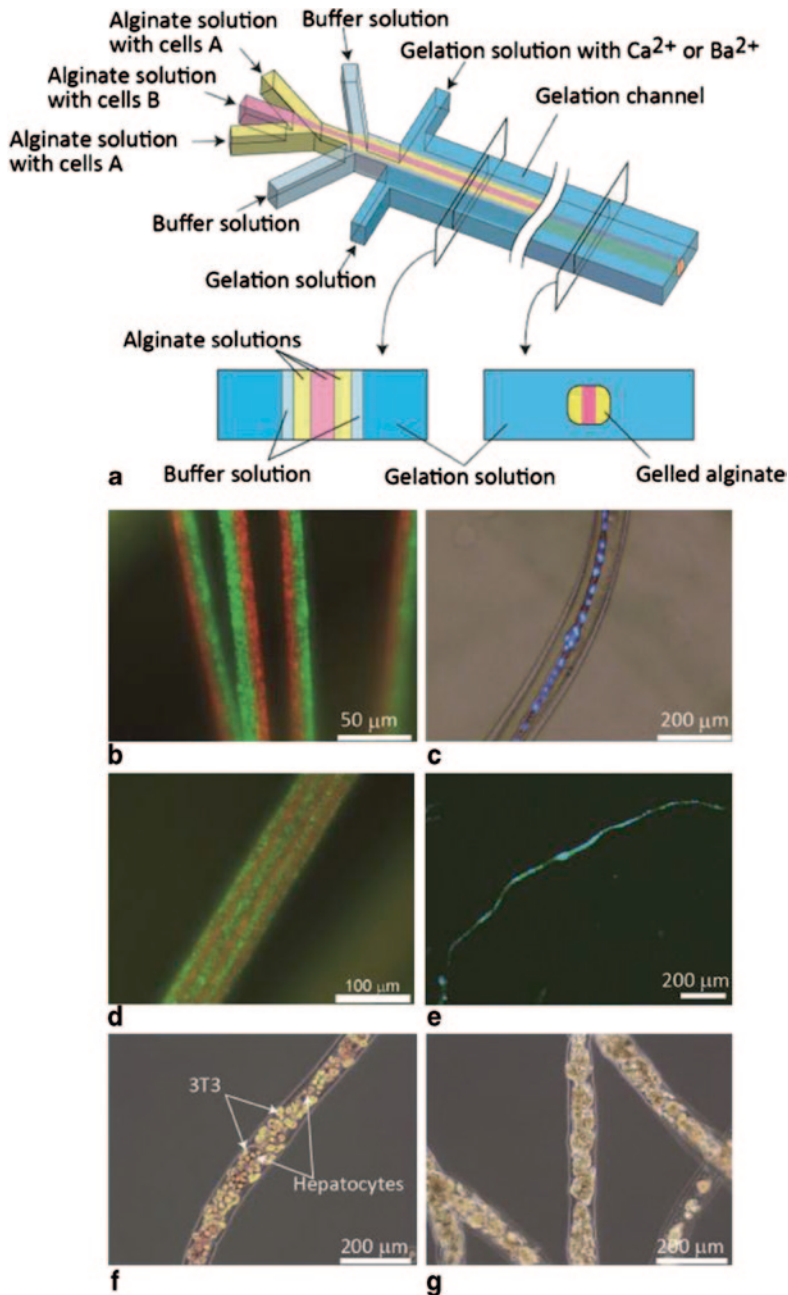 Alginate solution
with cells A
Buffer solution
Gelation solution with Ca2+ or Ba2+
Alginate solution
with cells B
Gelation channel
Alginate solution
with cells A
Buffer solution
Gelation solution
Alginate solutions
Buffer solution
Gelation solution
Gelled alginate
a
50 µm
b
200 µm
c
100 µm
d
200 µm
e
3T3
Hepatocytes
200 µm
f
200 µm
g